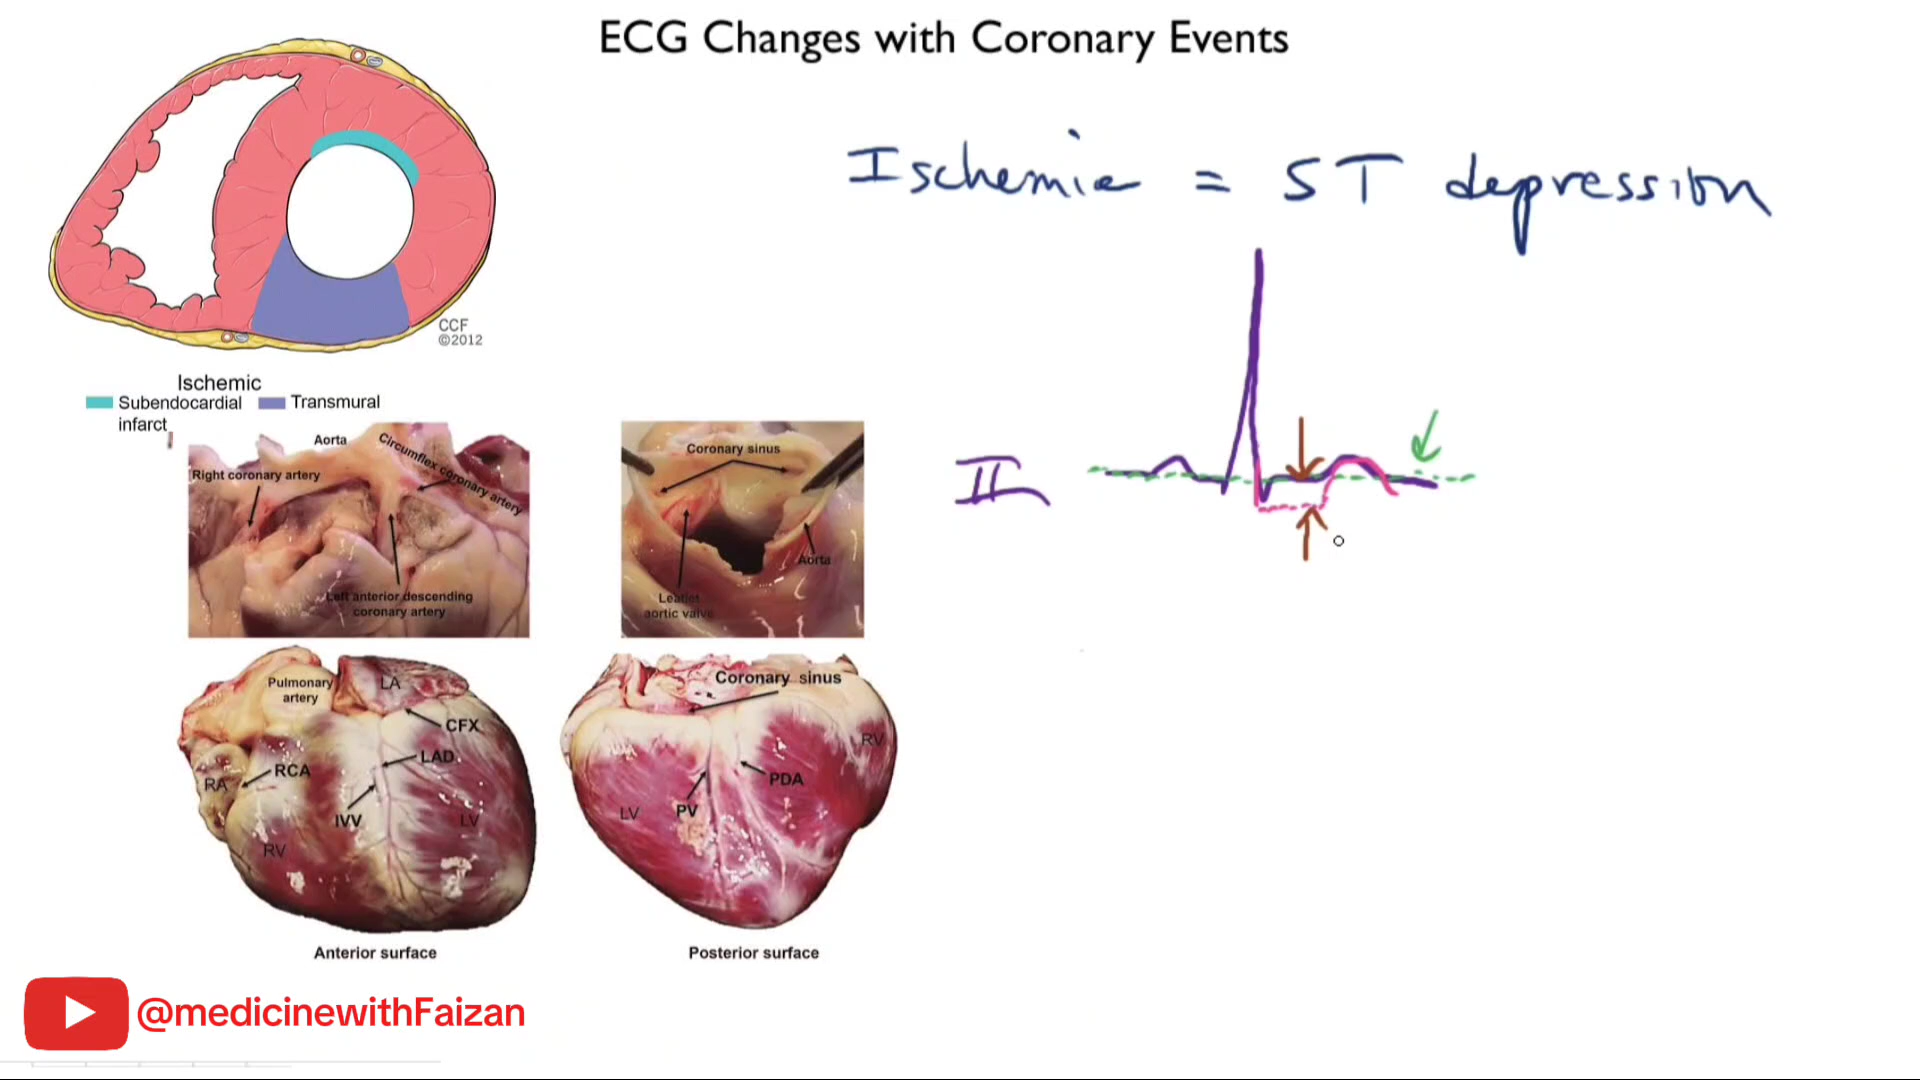 ECG Changes with Coronary Events
Ischemia = ST depression
II
CCF
©2012
Ischemic
Subendocardial
infarct
Transmural
Aorta
Circumflex coronary artery
Right coronary artery
Left anterior descending
coronary artery
Coronary sinus
Aorta
Leaflet
aortic valve
Pulmonary
artery
LA
CFX
LAD
RCA
RA
IVV
LV
RV
Anterior surface
Coronary sinus
RV
PDA
PV
LV
Posterior surface
@medicinewithFaizan